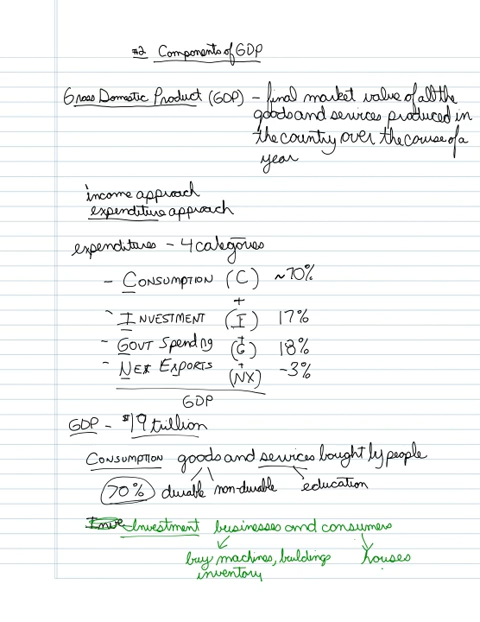 #2 Components of GDP
Gross Domestic Product (GDP) – final market value of all the
goods and services produced in
the country over the course of a
year
income approach
expenditure approach
expenditures – 4 categories
– CONSUMPTION (C) ~70%
+
- INVESTMENT (I) 17%
+
- GOVT Spending (G) 18%
+
- NET EXPORTS (NX) -3%
GDP
GDP – $19 trillion
CONSUMPTION goods and services bought by people
70% durable non-durable education
Investment businesses and consumers
buy machines, buildings houses
inventory